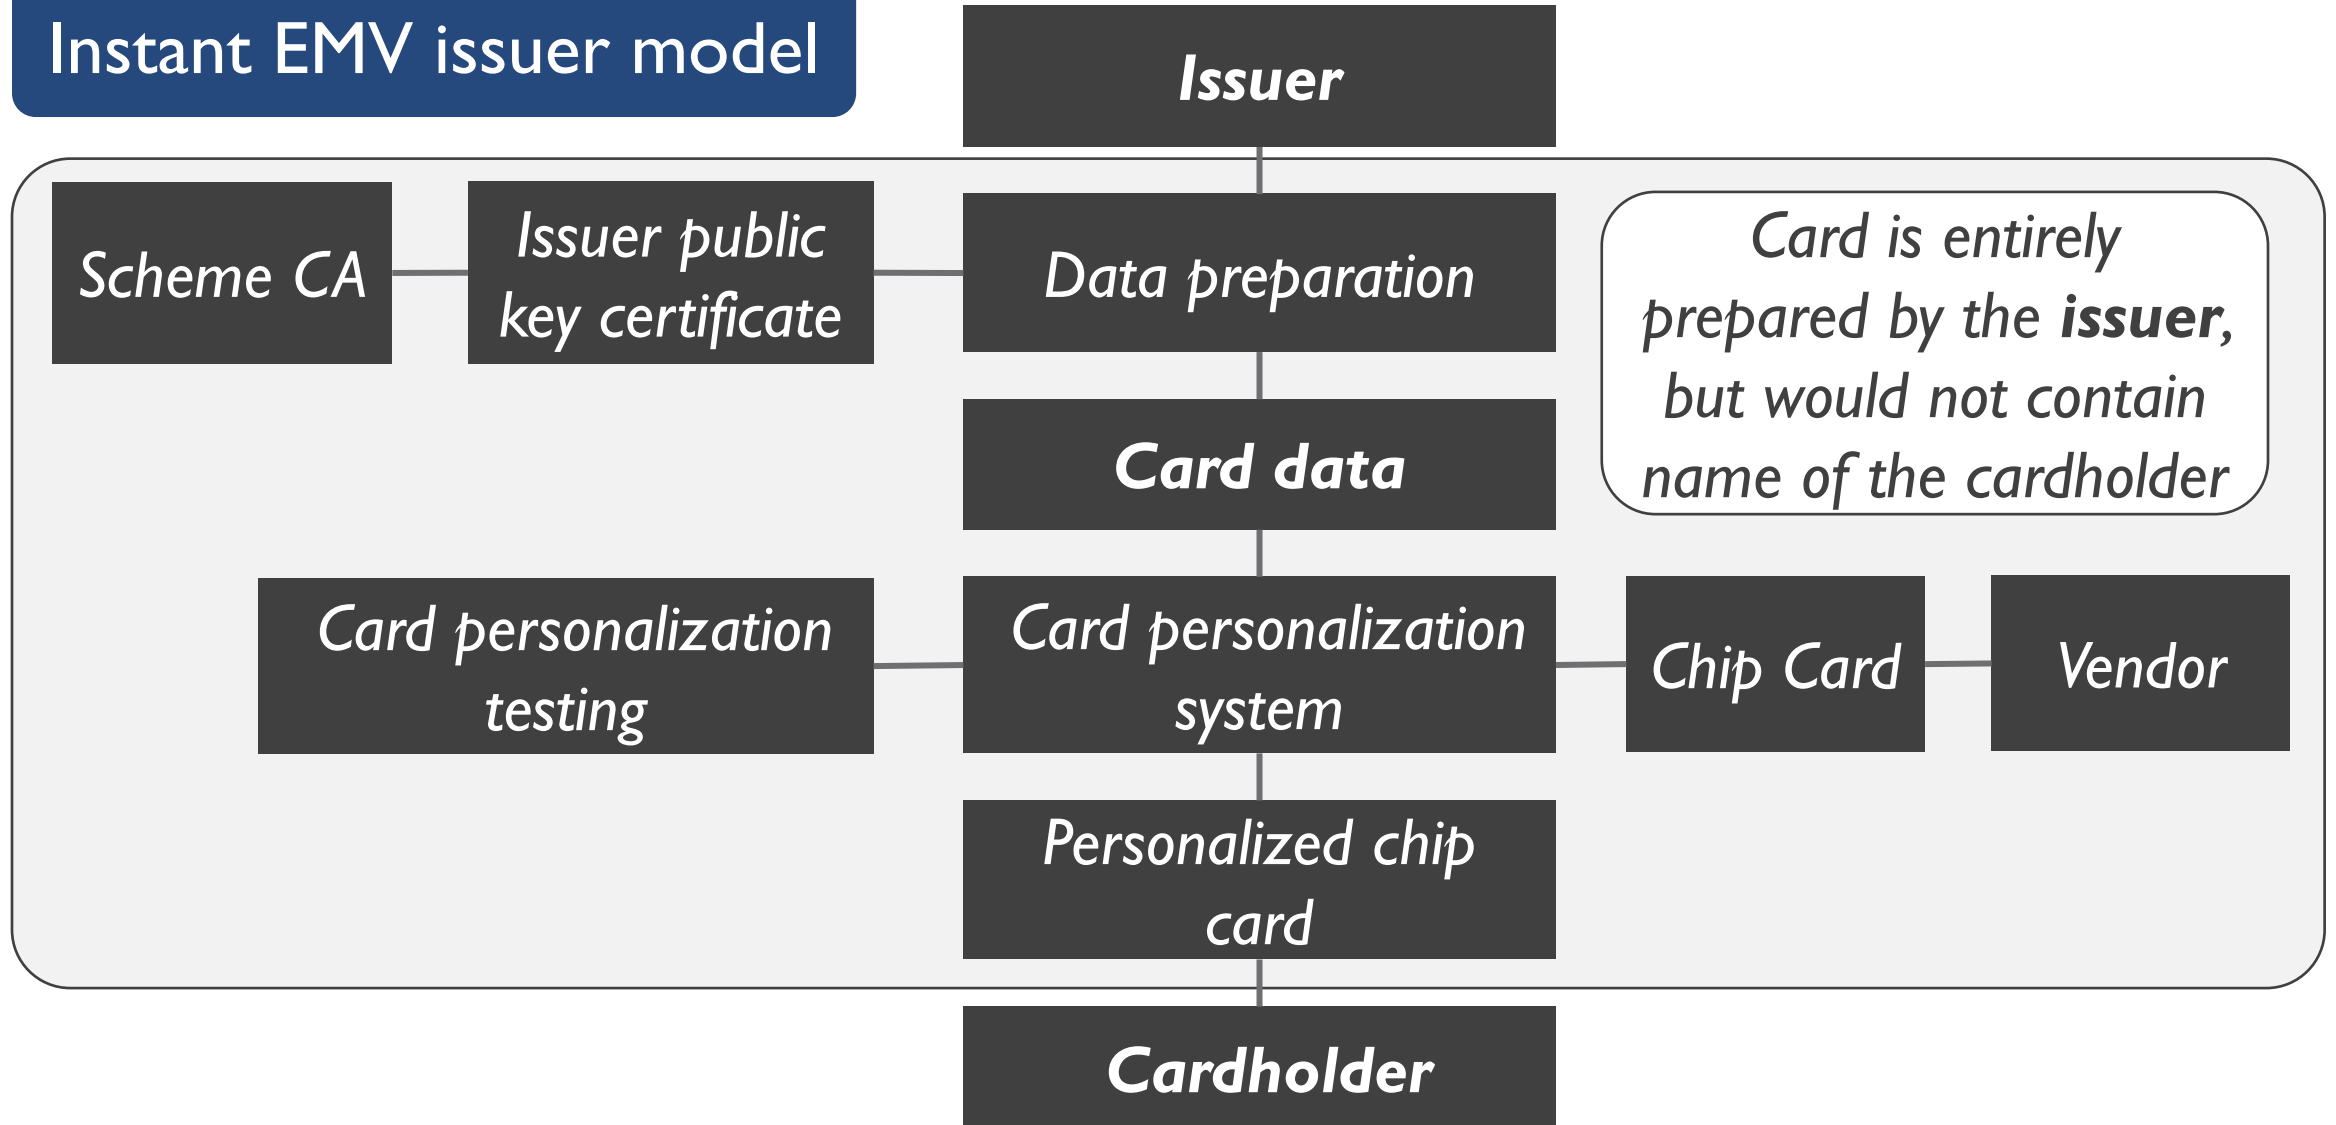 Instant EMV issuer model
Issuer
Scheme CA
Issuer public
key certificate
Data preparation
Card is entirely
prepared by the issuer,
but would not contain
name of the cardholder
Card data
Card personalization
testing
Card personalization
system
Chip Card
Vendor
Personalized chip
card
Cardholder